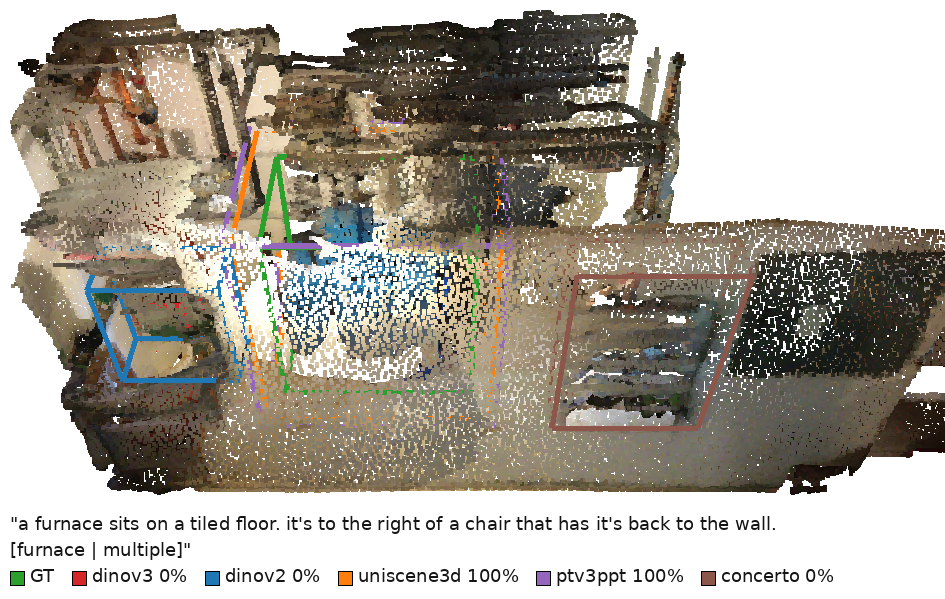 "a furnace sits on a tiled floor. it's to the right of a chair that has it's back to the wall.
[furnace | multiple]"
GT dinov3 0% dinov2 0% uniscene3d 100% ptv3ppt 100% concerto 0%